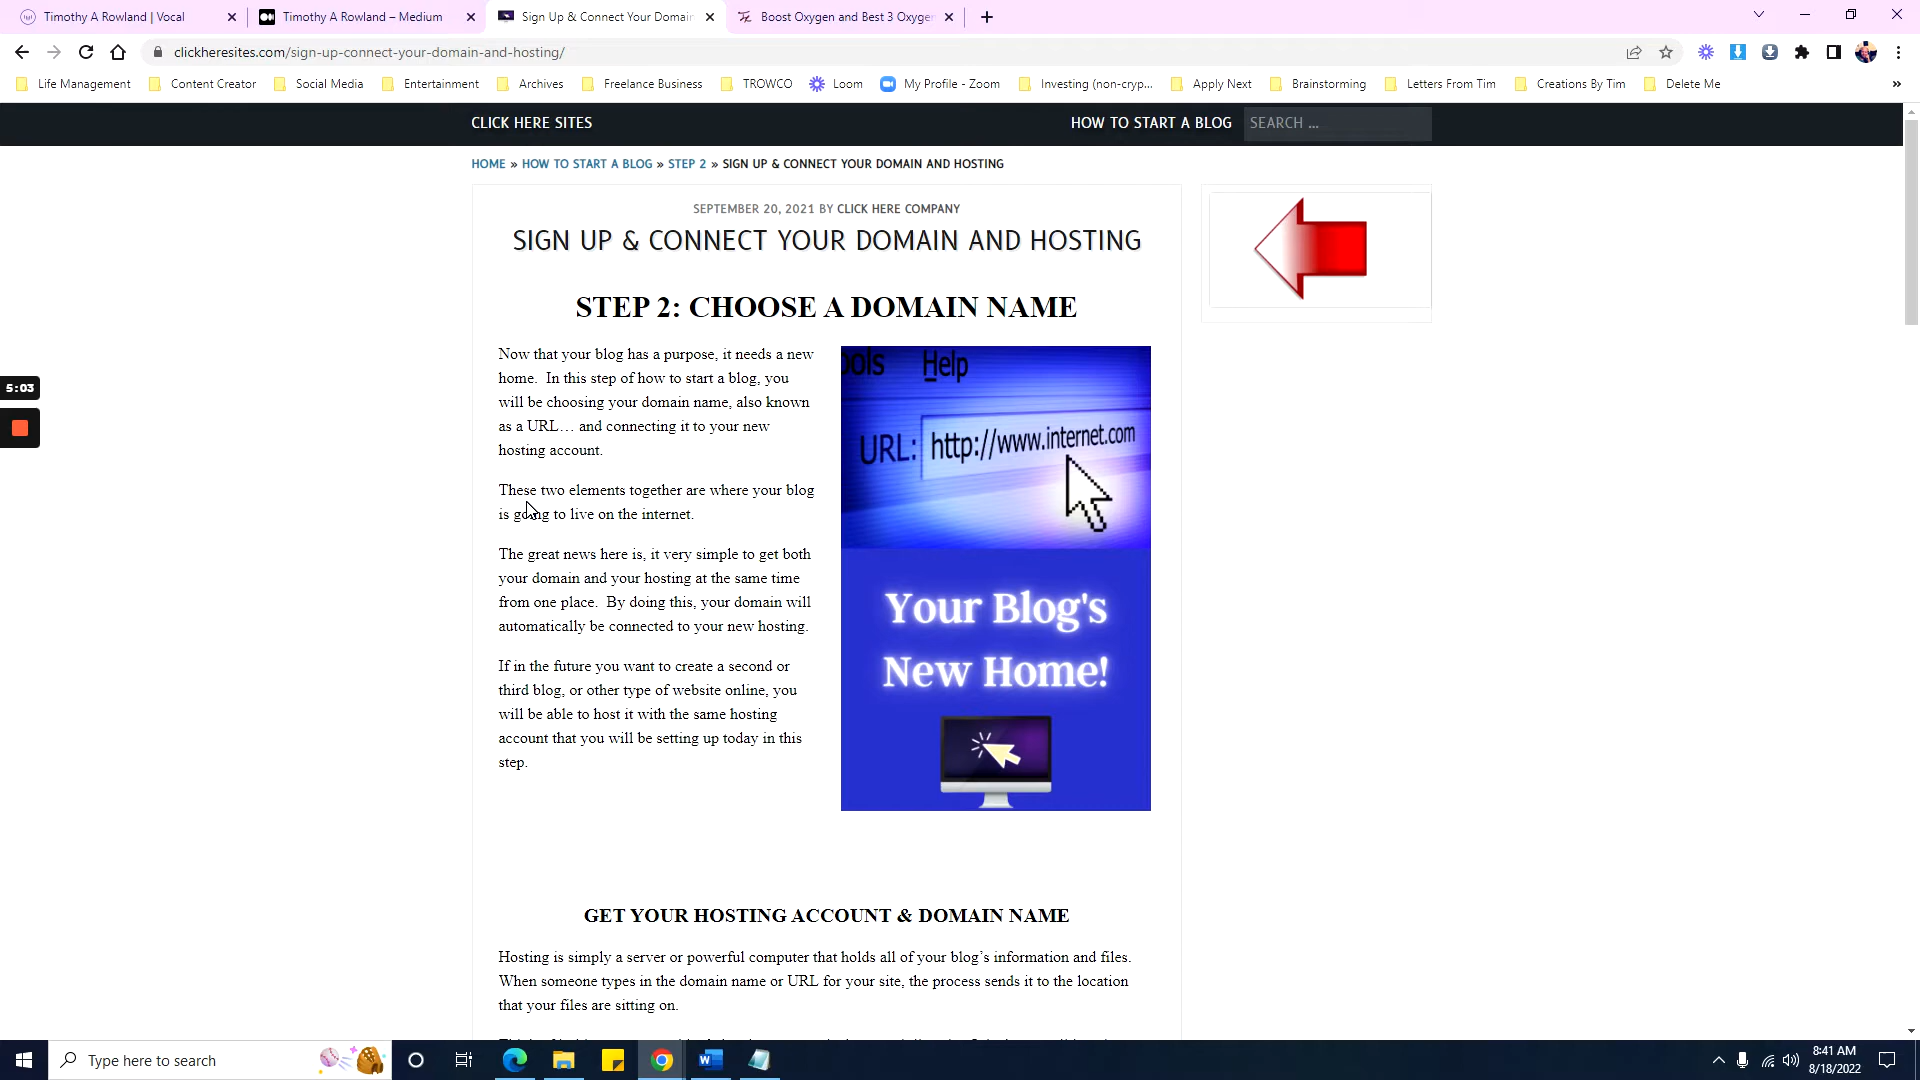 Timothy A Rowland | Vocal
Timothy A Rowland – Medium
Sign Up & Connect Your Domain
Boost Oxygen and Best 3 Oxygen
clickheresites.com/sign-up-connect-your-domain-and-hosting/
Life Management
Content Creator
Social Media
Entertainment
Archives
Freelance Business
TROWCO
Loom
My Profile - Zoom
Investing (non-cryp...
Apply Next
Brainstorming
Letters From Tim
Creations By Tim
Delete Me
»
CLICK HERE SITES
HOW TO START A BLOG
SEARCH ...
HOME » HOW TO START A BLOG » STEP 2 » SIGN UP & CONNECT YOUR DOMAIN AND HOSTING
SEPTEMBER 20, 2021 BY CLICK HERE COMPANY
SIGN UP & CONNECT YOUR DOMAIN AND HOSTING
STEP 2: CHOOSE A DOMAIN NAME
Now that your blog has a purpose, it needs a new
home.  In this step of how to start a blog, you
will be choosing your domain name, also known
as a URL… and connecting it to your new
hosting account.
These two elements together are where your blog
is going to live on the internet.
The great news here is, it very simple to get both
your domain and your hosting at the same time
from one place.  By doing this, your domain will
automatically be connected to your new hosting.
If in the future you want to create a second or
third blog, or other type of website online, you
will be able to host it with the same hosting
account that you will be setting up today in this
step.
ools Help
URL: http://www.internet.com
Your Blog's
New Home!
5:03
GET YOUR HOSTING ACCOUNT & DOMAIN NAME
Hosting is simply a server or powerful computer that holds all of your blog's information and files.
When someone types in the domain name or URL for your site, the process sends it to the location
that your files are sitting on.
Type here to search
8:41 AM
8/18/2022